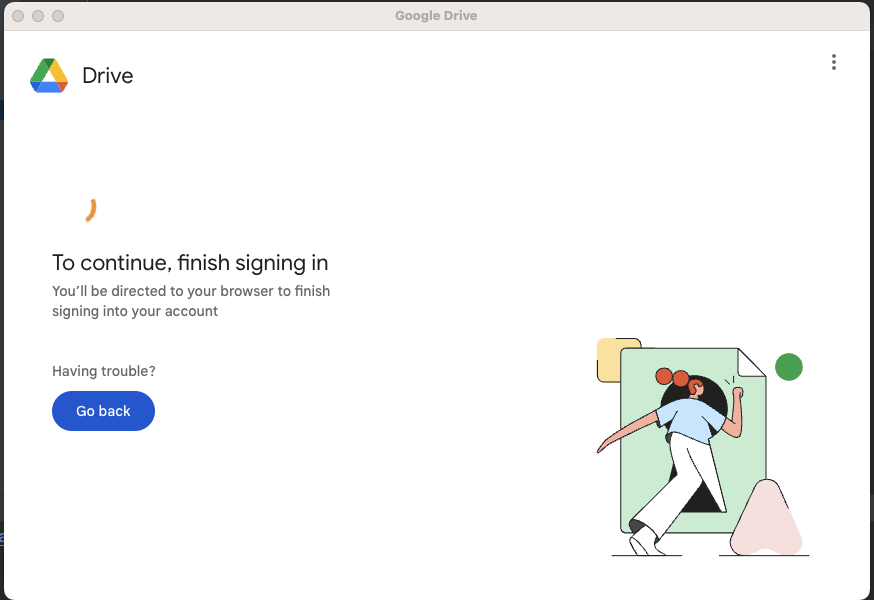 Google Drive
Drive
To continue, finish signing in
You’ll be directed to your browser to finish
signing into your account
Having trouble?
Go back